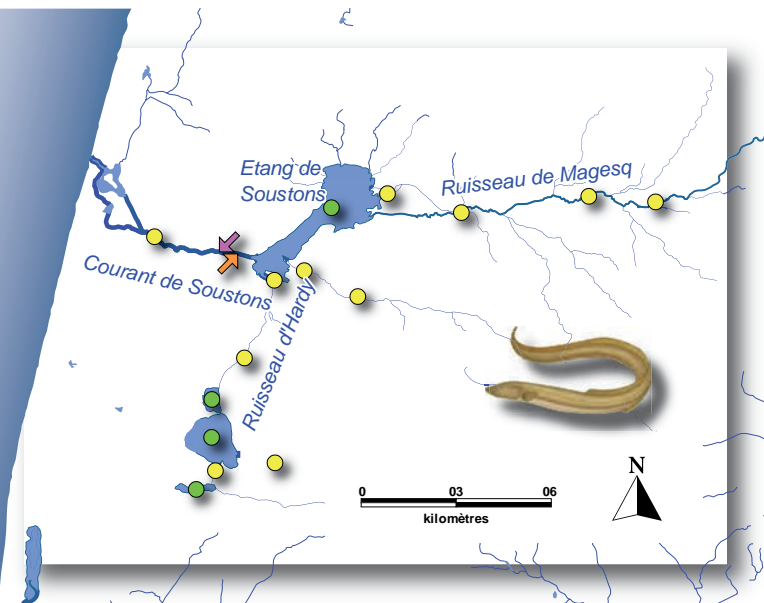 Etang de
Soustons
Ruisseau de Magesq
Courant de Soustons
Ruisseau d'Hardy
N
0 03 06
kilomètres